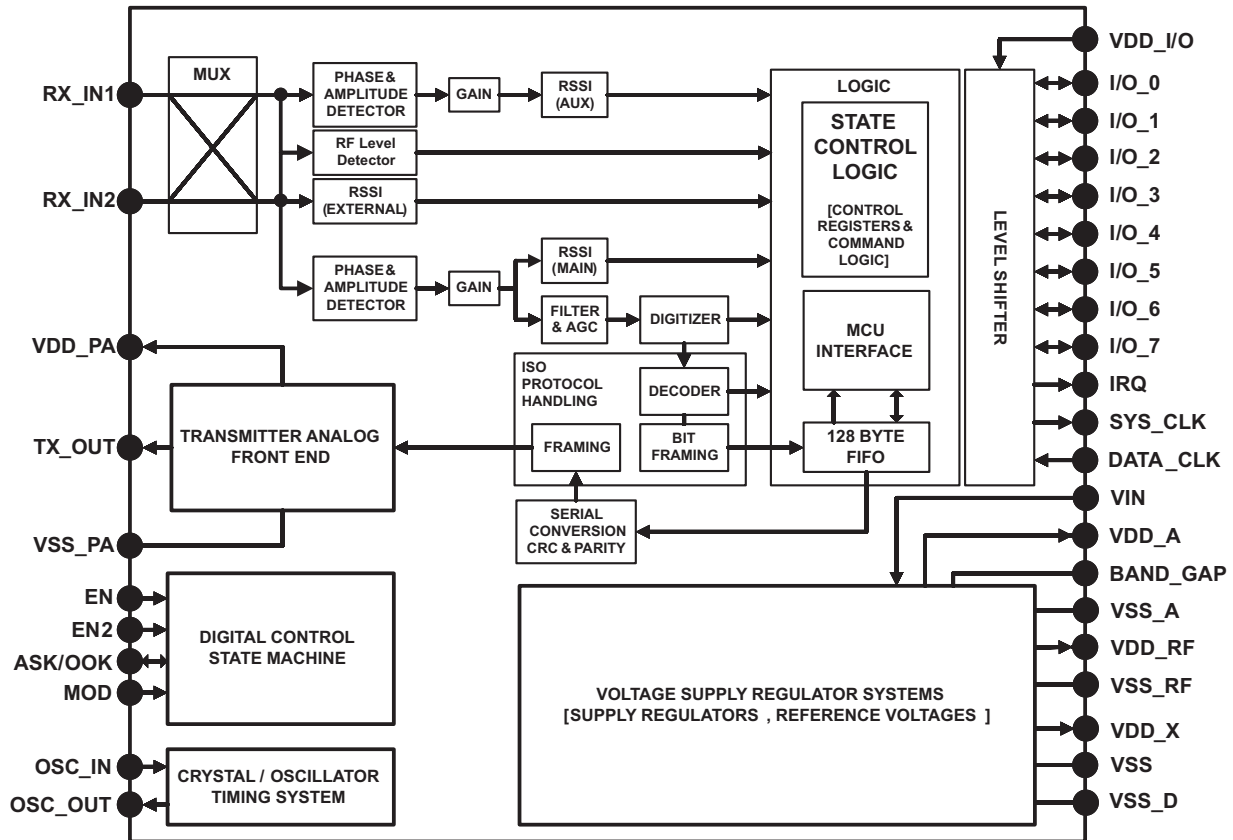 RX_IN1
RX_IN2
VDD_PA
TX_OUT
VSS_PA
EN
EN2
ASK/OOK
MOD
OSC_IN
OSC_OUT
MUX
PHASE &
AMPLITUDE
DETECTOR
GAIN
RSSI
(AUX)
RF Level
Detector
RSSI
(EXTERNAL)
PHASE &
AMPLITUDE
DETECTOR
GAIN
RSSI
(MAIN)
FILTER
& AGC
DIGITIZER
ISO
PROTOCOL
HANDLING
DECODER
FRAMING
BIT
FRAMING
SERIAL
CONVERSION
CRC & PARITY
LOGIC
STATE
CONTROL
LOGIC
[CONTROL
REGISTERS &
COMMAND
LOGIC]
MCU
INTERFACE
128 BYTE
FIFO
LEVEL SHIFTER
TRANSMITTER ANALOG
FRONT END
DIGITAL CONTROL
STATE MACHINE
CRYSTAL / OSCILLATOR
TIMING SYSTEM
VOLTAGE SUPPLY REGULATOR SYSTEMS
[SUPPLY REGULATORS , REFERENCE VOLTAGES ]
VDD_I/O
I/O_0
I/O_1
I/O_2
I/O_3
I/O_4
I/O_5
I/O_6
I/O_7
IRQ
SYS_CLK
DATA_CLK
VIN
VDD_A
BAND_GAP
VSS_A
VDD_RF
VSS_RF
VDD_X
VSS
VSS_D